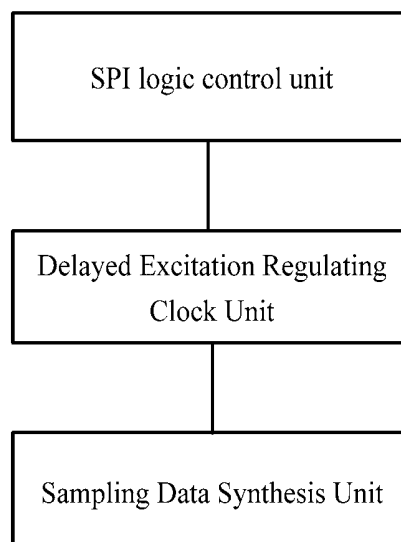 SPI logic control unit
Delayed Excitation Regulating
Clock Unit
Sampling Data Synthesis Unit